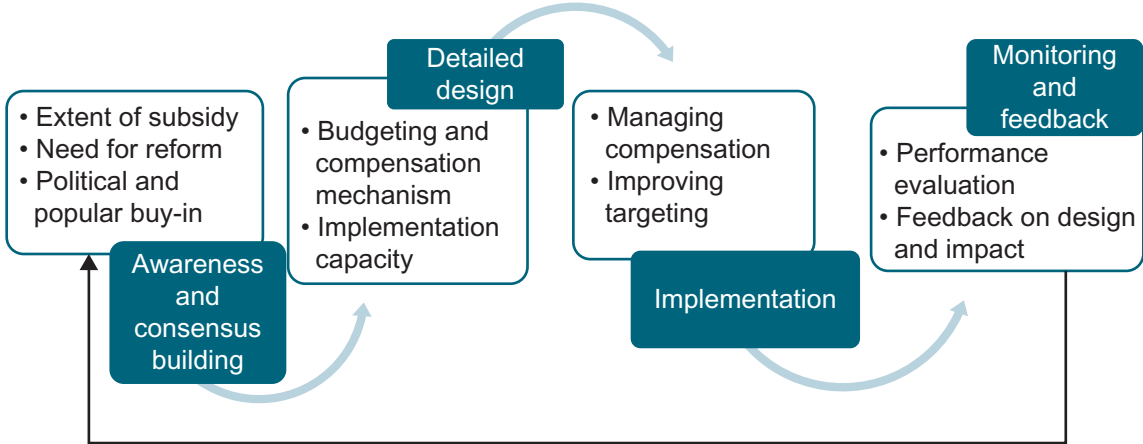 • Extent of subsidy
• Need for reform
• Political and
popular buy-in
Awareness
and
consensus
building
Detailed
design
• Budgeting and
compensation
mechanism
• Implementation
capacity
• Managing
compensation
• Improving
targeting
Implementation
Monitoring
and
feedback
• Performance
evaluation
• Feedback on design
and impact